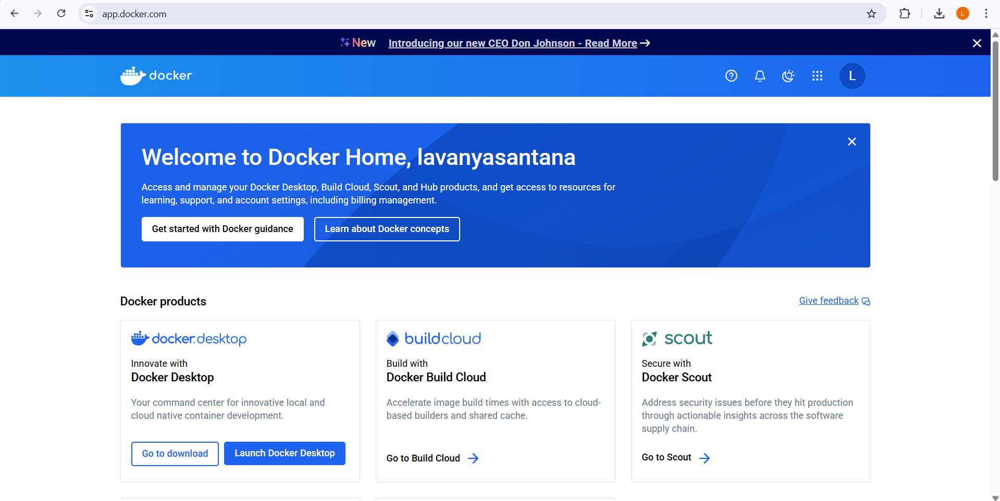 app.docker.com
L
New
Introducing our new CEO Don Johnson - Read More
docker
L
Welcome to Docker Home, lavanyasantana
Access and manage your Docker Desktop, Build Cloud, Scout, and Hub products, and get access to resources for
learning, support, and account settings, including billing management.
Get started with Docker guidance
Learn about Docker concepts
Docker products
Give feedback
docker.desktop
Innovate with
Docker Desktop
Your command center for innovative local and
cloud native container development.
Go to download
Launch Docker Desktop
buildcloud
Build with
Docker Build Cloud
Accelerate image build times with access to cloud-
based builders and shared cache.
Go to Build Cloud
scout
Secure with
Docker Scout
Address security issues before they hit production
through actionable insights across the software
supply chain.
Go to Scout